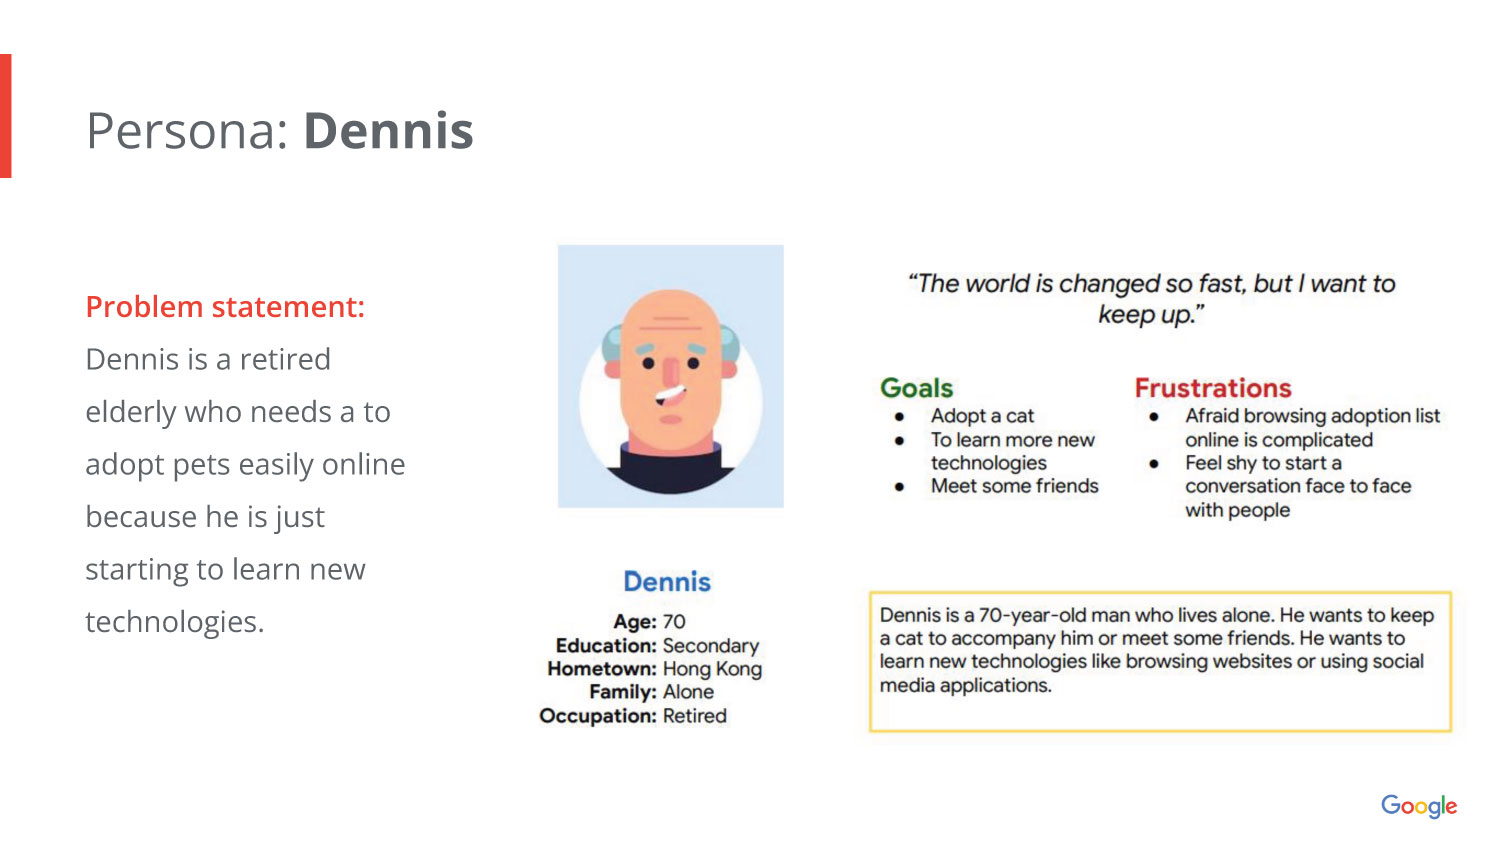 Persona: Dennis
Problem statement:
Dennis is a retired
elderly who needs a to
adopt pets easily online
because he is just
starting to learn new
technologies.
Dennis
Age: 70
Education: Secondary
Hometown: Hong Kong
Family: Alone
Occupation: Retired
“The world is changed so fast, but I want to
keep up.”
Goals
● Adopt a cat
● To learn more new
technologies
● Meet some friends
Frustrations
● Afraid browsing adoption list
online is complicated
● Feel shy to start a
conversation face to face
with people
Dennis is a 70-year-old man who lives alone. He wants to keep
a cat to accompany him or meet some friends. He wants to
learn new technologies like browsing websites or using social
media applications.
Google